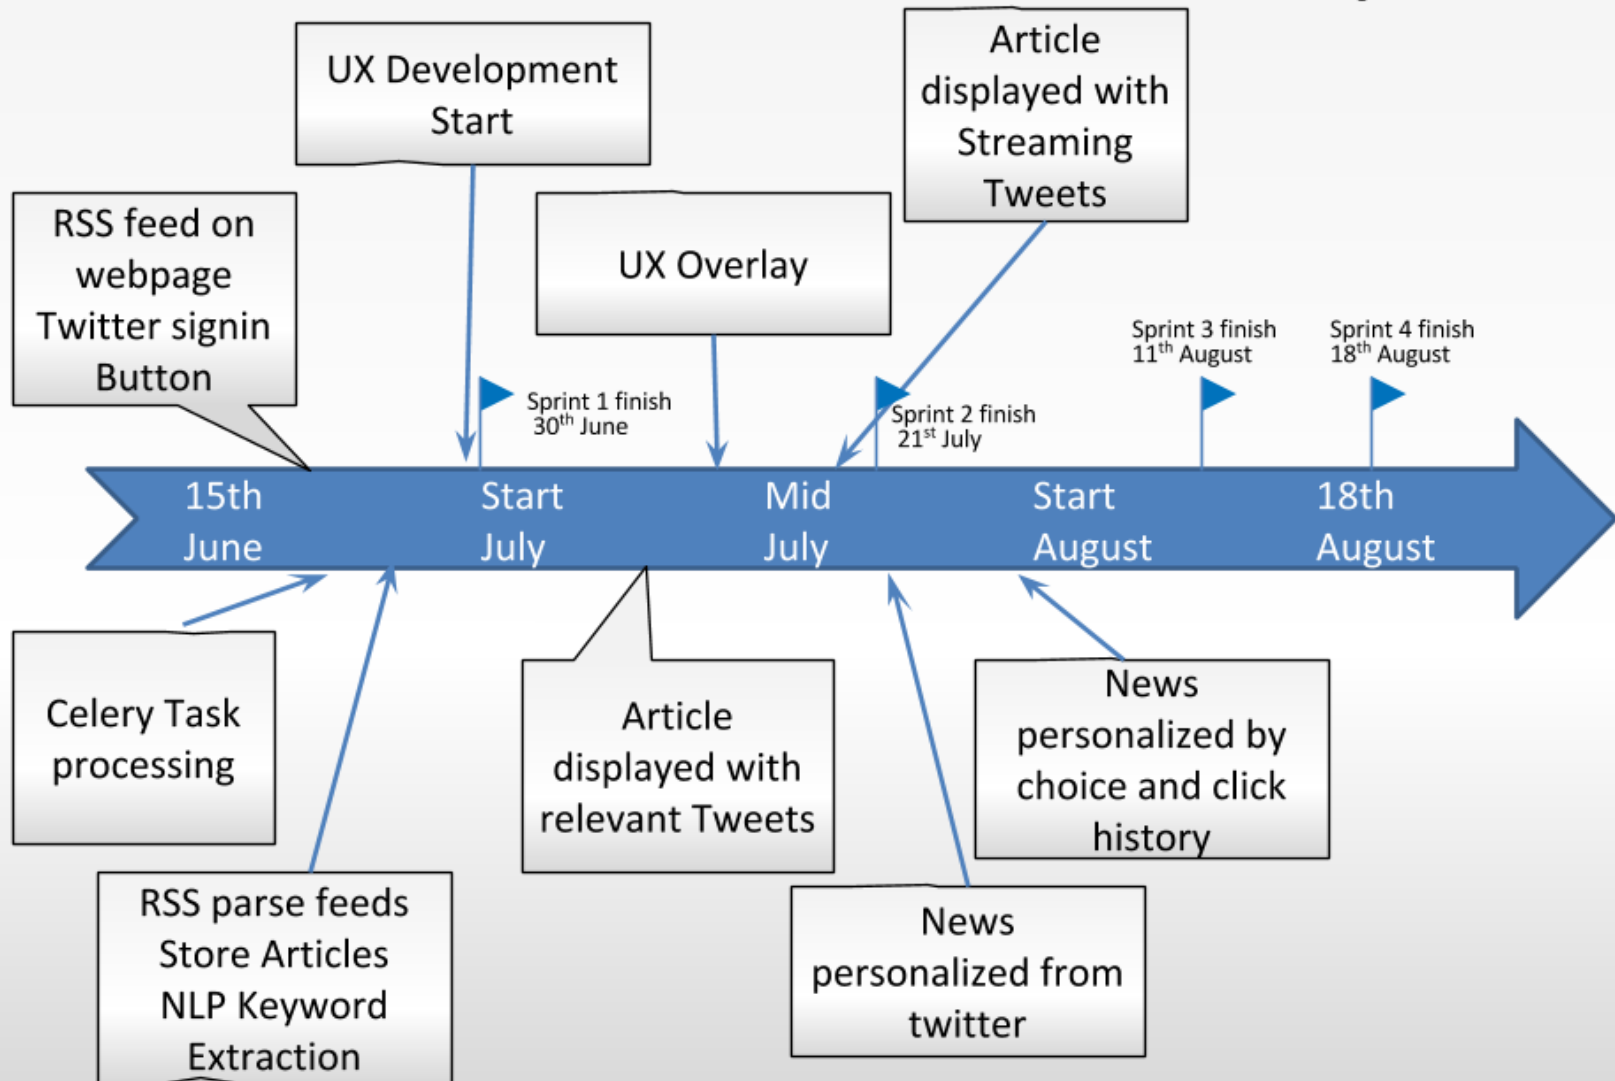 UX Development
Start
Article
displayed with
Streaming
Tweets
RSS feed on
webpage
Twitter signin
Button
UX Overlay
Sprint 1 finish
30th June
Sprint 2 finish
21st July
Sprint 3 finish
11th August
Sprint 4 finish
18th August
15th
June
Start
July
Mid
July
Start
August
18th
August
Celery Task
processing
Article
displayed with
relevant Tweets
News
personalized by
choice and click
history
RSS parse feeds
Store Articles
NLP Keyword
Extraction
News
personalized from
twitter